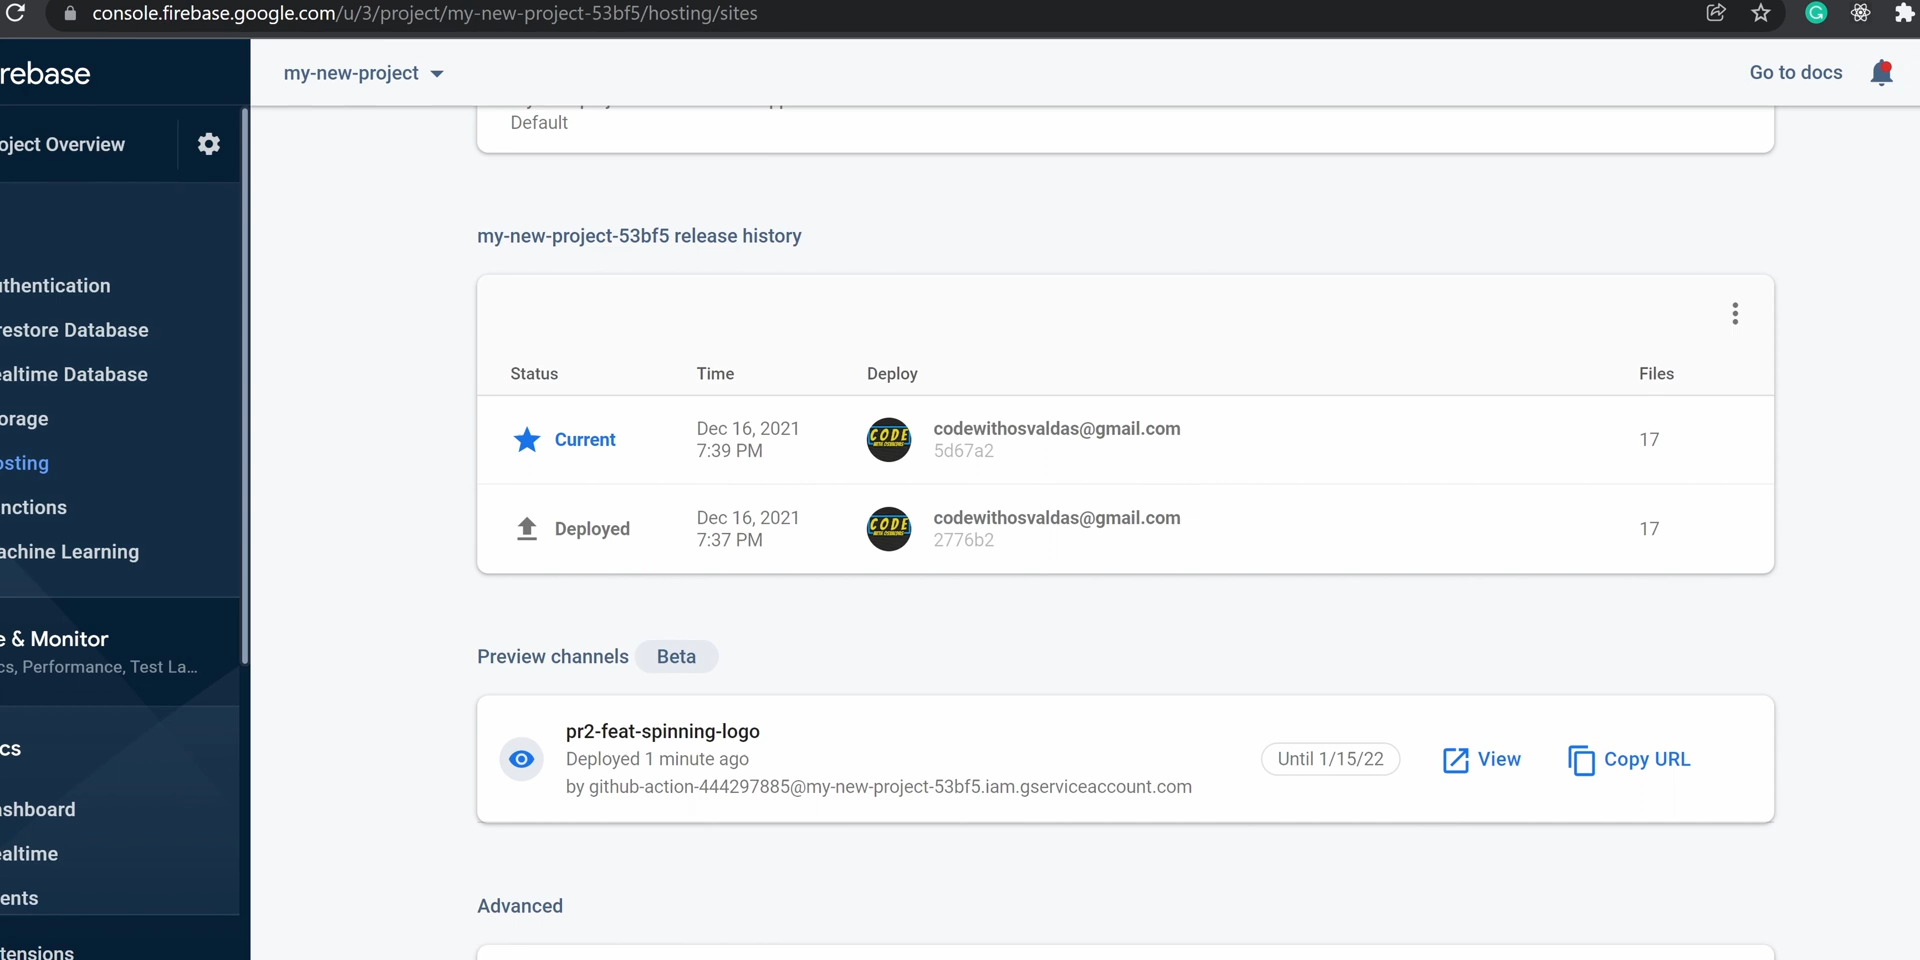 console.firebase.google.com/u/3/project/my-new-project-53bf5/hosting/sites
rebase
my-new-project
Go to docs
Default
oject Overview
my-new-project-53bf5 release history
uthentication
restore Database
ealtime Database
orage
osting
nctions
achine Learning
Status Time Deploy Files
Current Dec 16, 2021 7:39 PM codewithosvaldas@gmail.com 5d67a2 17
Deployed Dec 16, 2021 7:37 PM codewithosvaldas@gmail.com 2776b2 17
CODE
CODE
e & Monitor
cs, Performance, Test La...
Preview channels Beta
pr2-feat-spinning-logo
Deployed 1 minute ago
by github-action-444297885@my-new-project-53bf5.iam.gserviceaccount.com
Until 1/15/22
View
Copy URL
cs
ashboard
ealtime
ents
tensions
Advanced